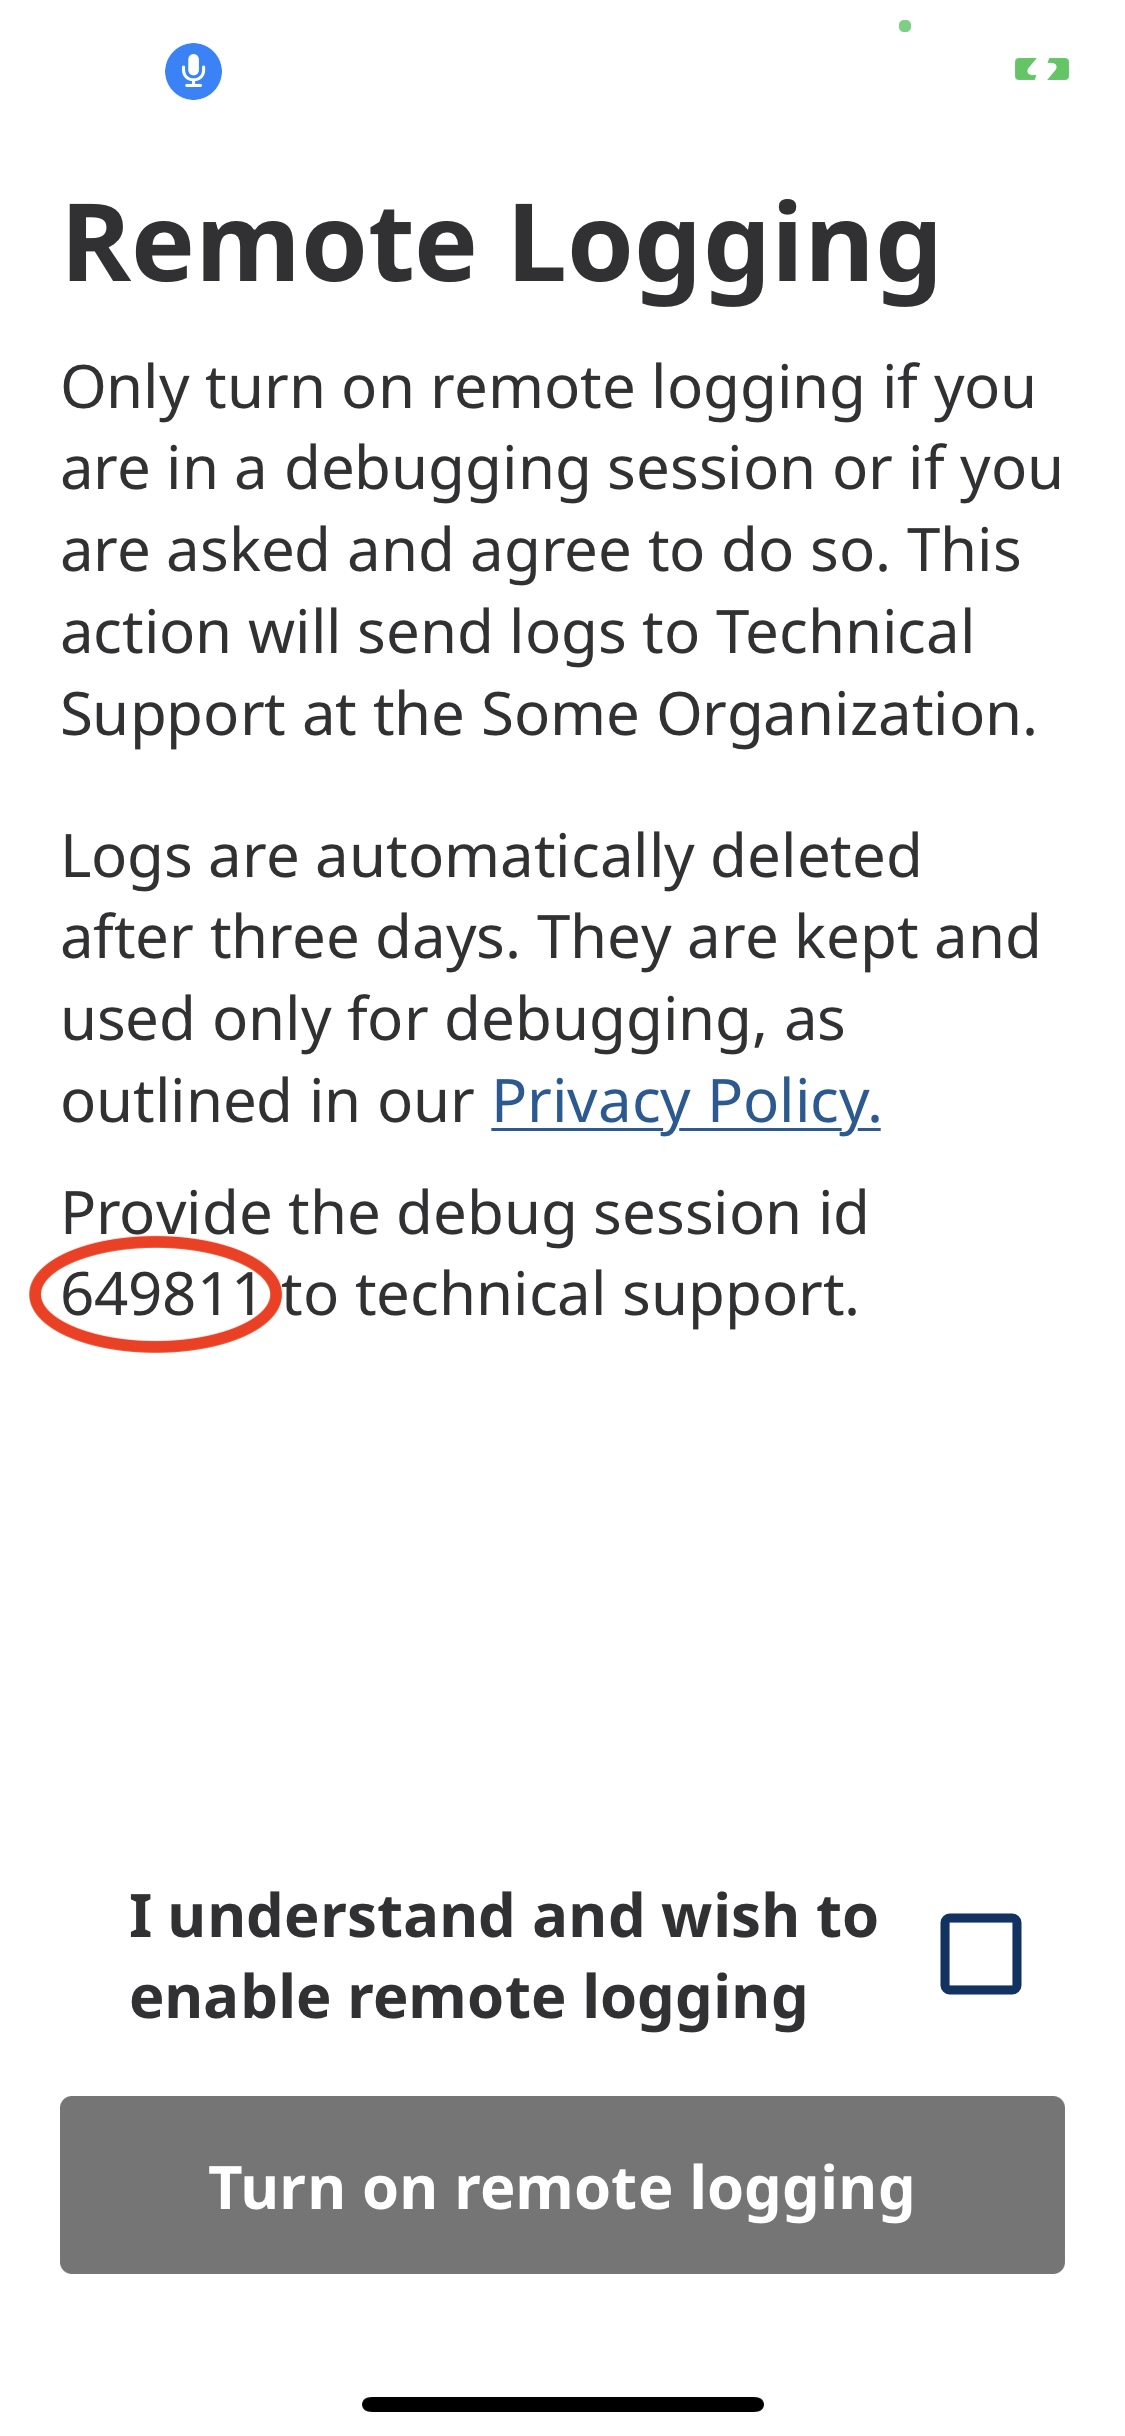 Remote Logging
Only turn on remote logging if you
are in a debugging session or if you
are asked and agree to do so. This
action will send logs to Technical
Support at the Some Organization.
Logs are automatically deleted
after three days. They are kept and
used only for debugging, as
outlined in our Privacy Policy.
Provide the debug session id
649811 to technical support.
I understand and wish to
enable remote logging
Turn on remote logging